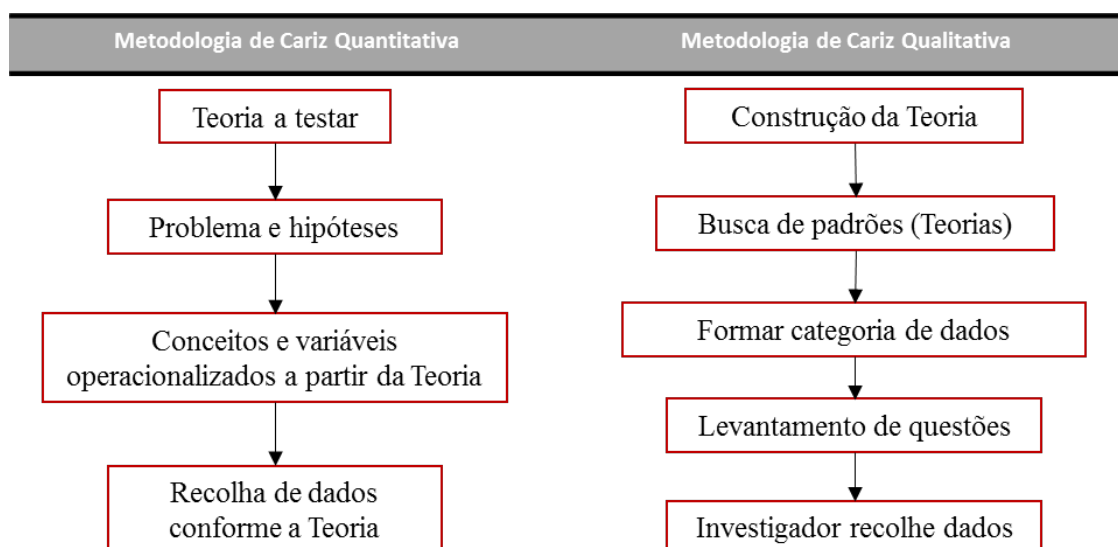 Metodologia de Cariz Quantitativa
Metodologia de Cariz Qualitativa
Teoria a testar
Problema e hipóteses
Conceitos e variáveis
operacionalizados a partir da Teoria
Recolha de dados
conforme a Teoria
Construção da Teoria
Busca de padrões (Teorias)
Formar categoria de dados
Levantamento de questões
Investigador recolhe dados